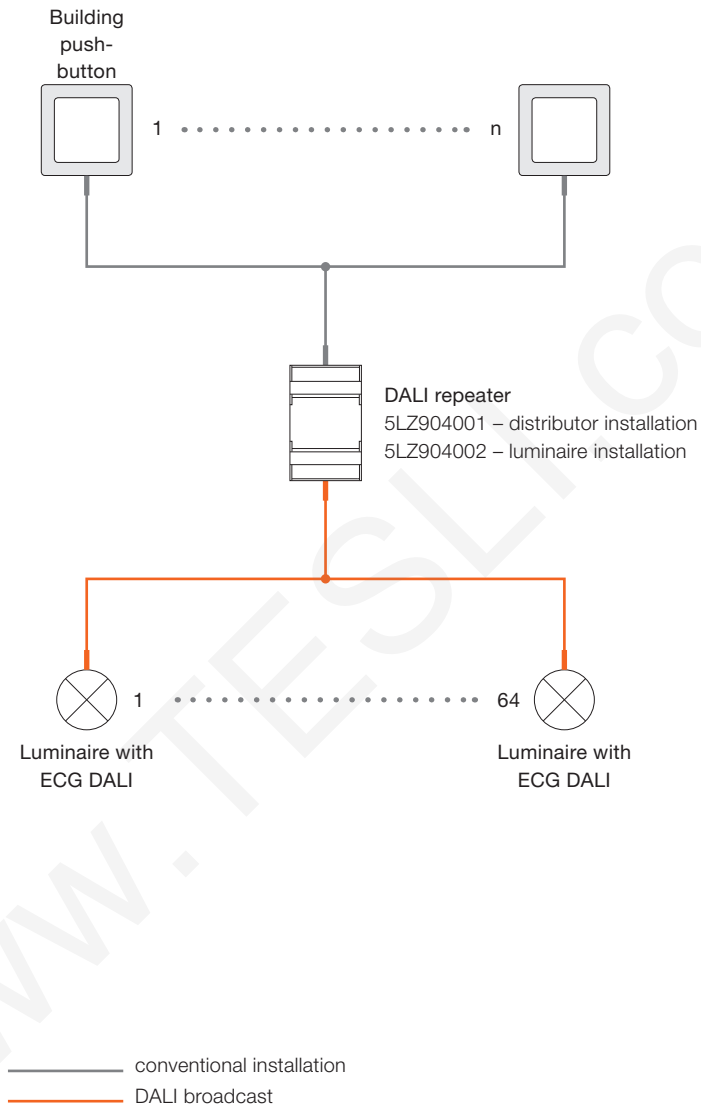 Building
push-
button
1
n
DALI repeater
5LZ904001 – distributor installation
5LZ904002 – luminaire installation
1
64
Luminaire with
ECG DALI
Luminaire with
ECG DALI
conventional installation
DALI broadcast